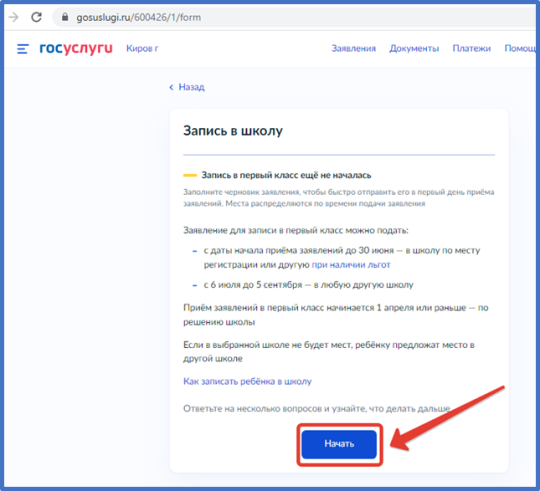 gosuslugi.ru/600426/1/form
госуслуги Киров г Заявления Документы Платежи Помощ
Назад
Запись в школу
Запись в первый класс ещё не началась
Заполните черновик заявления, чтобы быстро отправить его в первый день приёма
заявлений. Места распределяются по времени подачи заявления
Заявление для записи в первый класс можно подать:
– с даты начала приёма заявлений до 30 июня — в школу по месту
регистрации или другую при наличии льгот
– с 6 июля до 5 сентября — в любую другую школу
Приём заявлений в первый класс начинается 1 апреля или раньше — по
решению школы
Если в выбранной школе не будет мест, ребёнку предложат место в
другой школе
Как записать ребёнка в школу
Ответьте на несколько вопросов и узнайте, что делать дальше
Начать